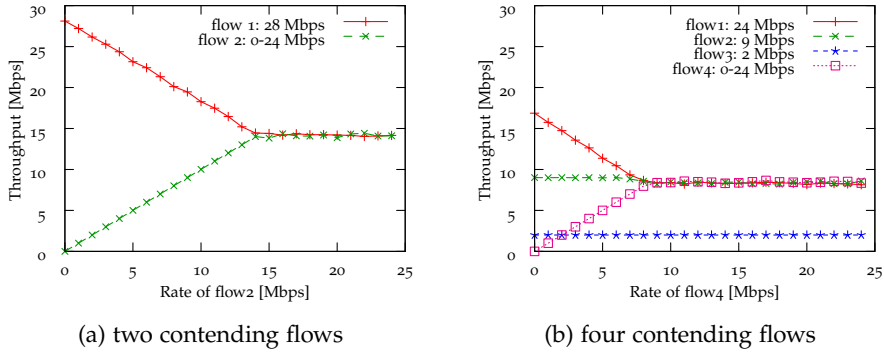 30
25
20
15
10
5
0
Throughput [Mbps]
flow 1: 28 Mbps
flow 2: 0-24 Mbps
0 5 10 15 20 25
Rate of flow2 [Mbps]
(a) two contending flows
30
25
20
15
10
5
0
Throughput [Mbps]
flow1: 24 Mbps
flow2: 9 Mbps
flow3: 2 Mbps
flow4: 0-24 Mbps
0 5 10 15 20 25
Rate of flow4 [Mbps]
(b) four contending flows